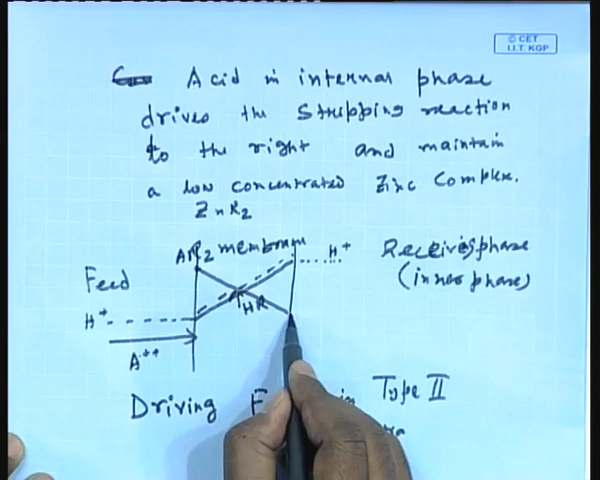 © CET
I.I.T. KGP
Acid in internal phase
drives the stripping reaction
to the right and maintain
a low concentrated Zinc Complex.
ZnR2
AR2 membrane H+ Receiving phase
Feed (inner phase)
H+ HR
A++
Driving F in Type II